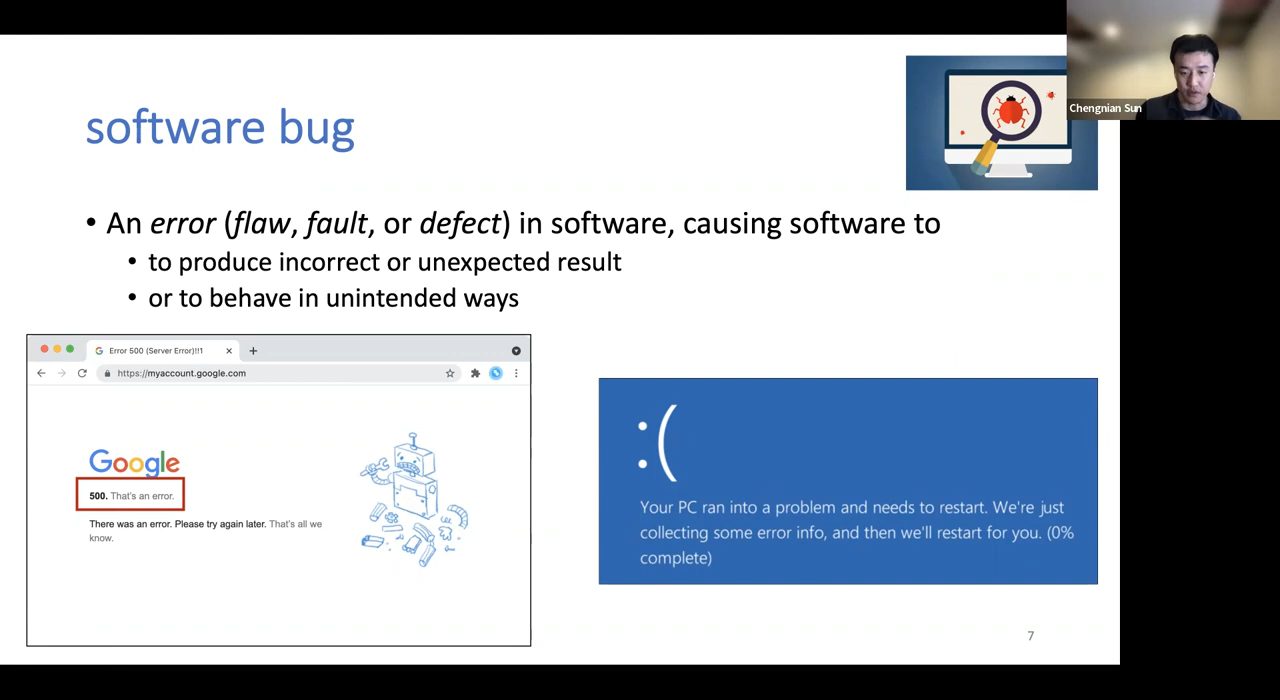 software bug
Chengnian Sun
• An error (flaw, fault, or defect) in software, causing software to
• to produce incorrect or unexpected result
• or to behave in unintended ways
Error 500 (Server Error)!!1
https://myaccount.google.com
Google
500. That's an error.
There was an error. Please try again later. That's all we
know.
:(
Your PC ran into a problem and needs to restart. We're just
collecting some error info, and then we'll restart for you. (0%
complete)
7